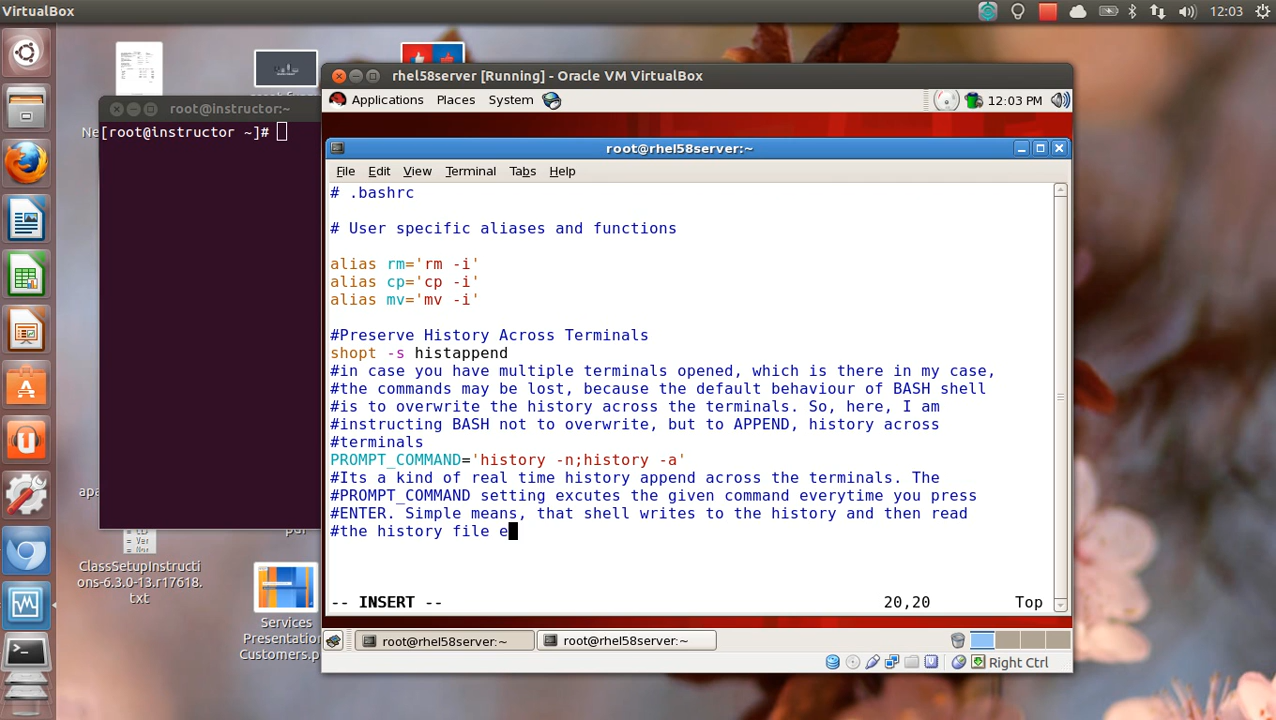 VirtualBox
12:03
rhel58server [Running] - Oracle VM VirtualBox
root@instructor:~
Ne
[root@instructor ~]#
Applications Places System
12:03 PM
root@rhel58server:~
File Edit View Terminal Tabs Help
# .bashrc
# User specific aliases and functions
alias rm='rm -i'
alias cp='cp -i'
alias mv='mv -i'
#Preserve History Across Terminals
shopt -s histappend
#in case you have multiple terminals opened, which is there in my case,
#the commands may be lost, because the default behaviour of BASH shell
#is to overwrite the history across the terminals. So, here, I am
#instructing BASH not to overwrite, but to APPEND, history across
#terminals
PROMPT_COMMAND='history -n;history -a'
#Its a kind of real time history append across the terminals. The
#PROMPT_COMMAND setting excutes the given command everytime you press
#ENTER. Simple means, that shell writes to the history and then read
#the history file e
-- INSERT --
20,20
Top
root@rhel58server:~
root@rhel58server:~
Right Ctrl
apa
ClassSetupInstructi
ons-6.3.0-13.r17618.
txt
Services
Presentation
Customers.p